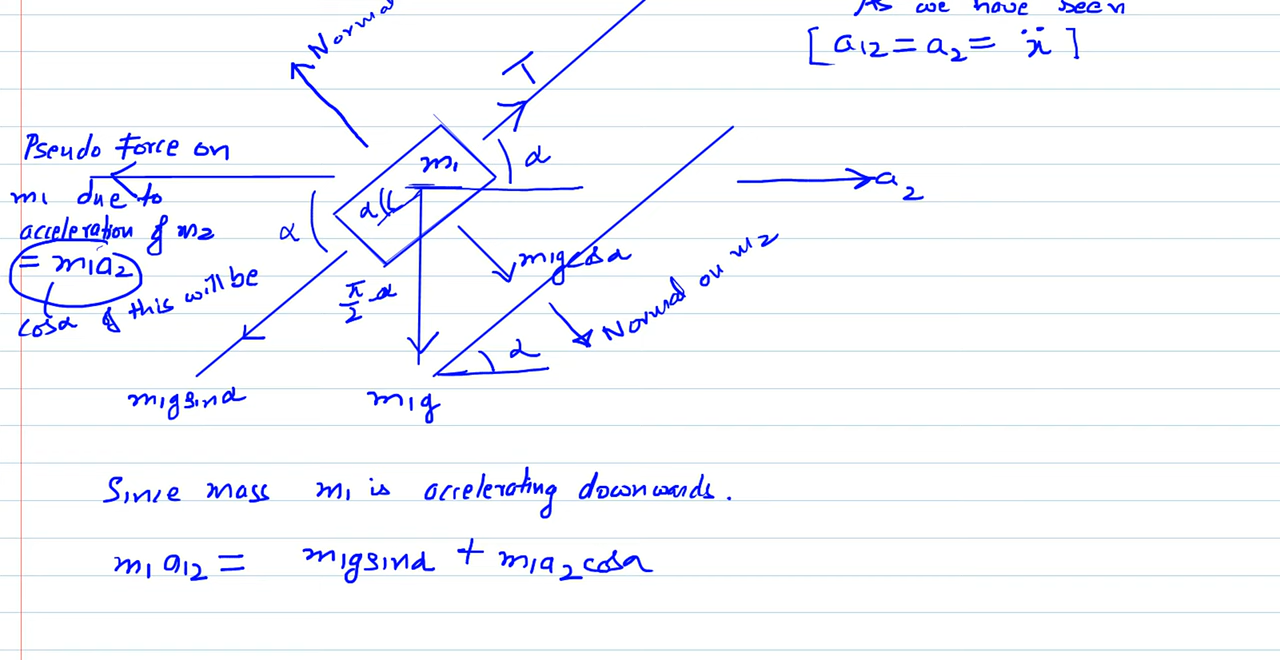 As we have seen
[a12 = a2 = ẍ]
Normal
T
Pseudo Force on
m1 due to
acceleration of m2
= m1a2
cosα of this will be
α
m1
α
α
π/2-α
m1gcosα
a2
Normal on m2
α
m1gsinα
m1g
Since mass m1 is accelerating downwards.
m1 a12 = m1gsinα + m1a2cosα